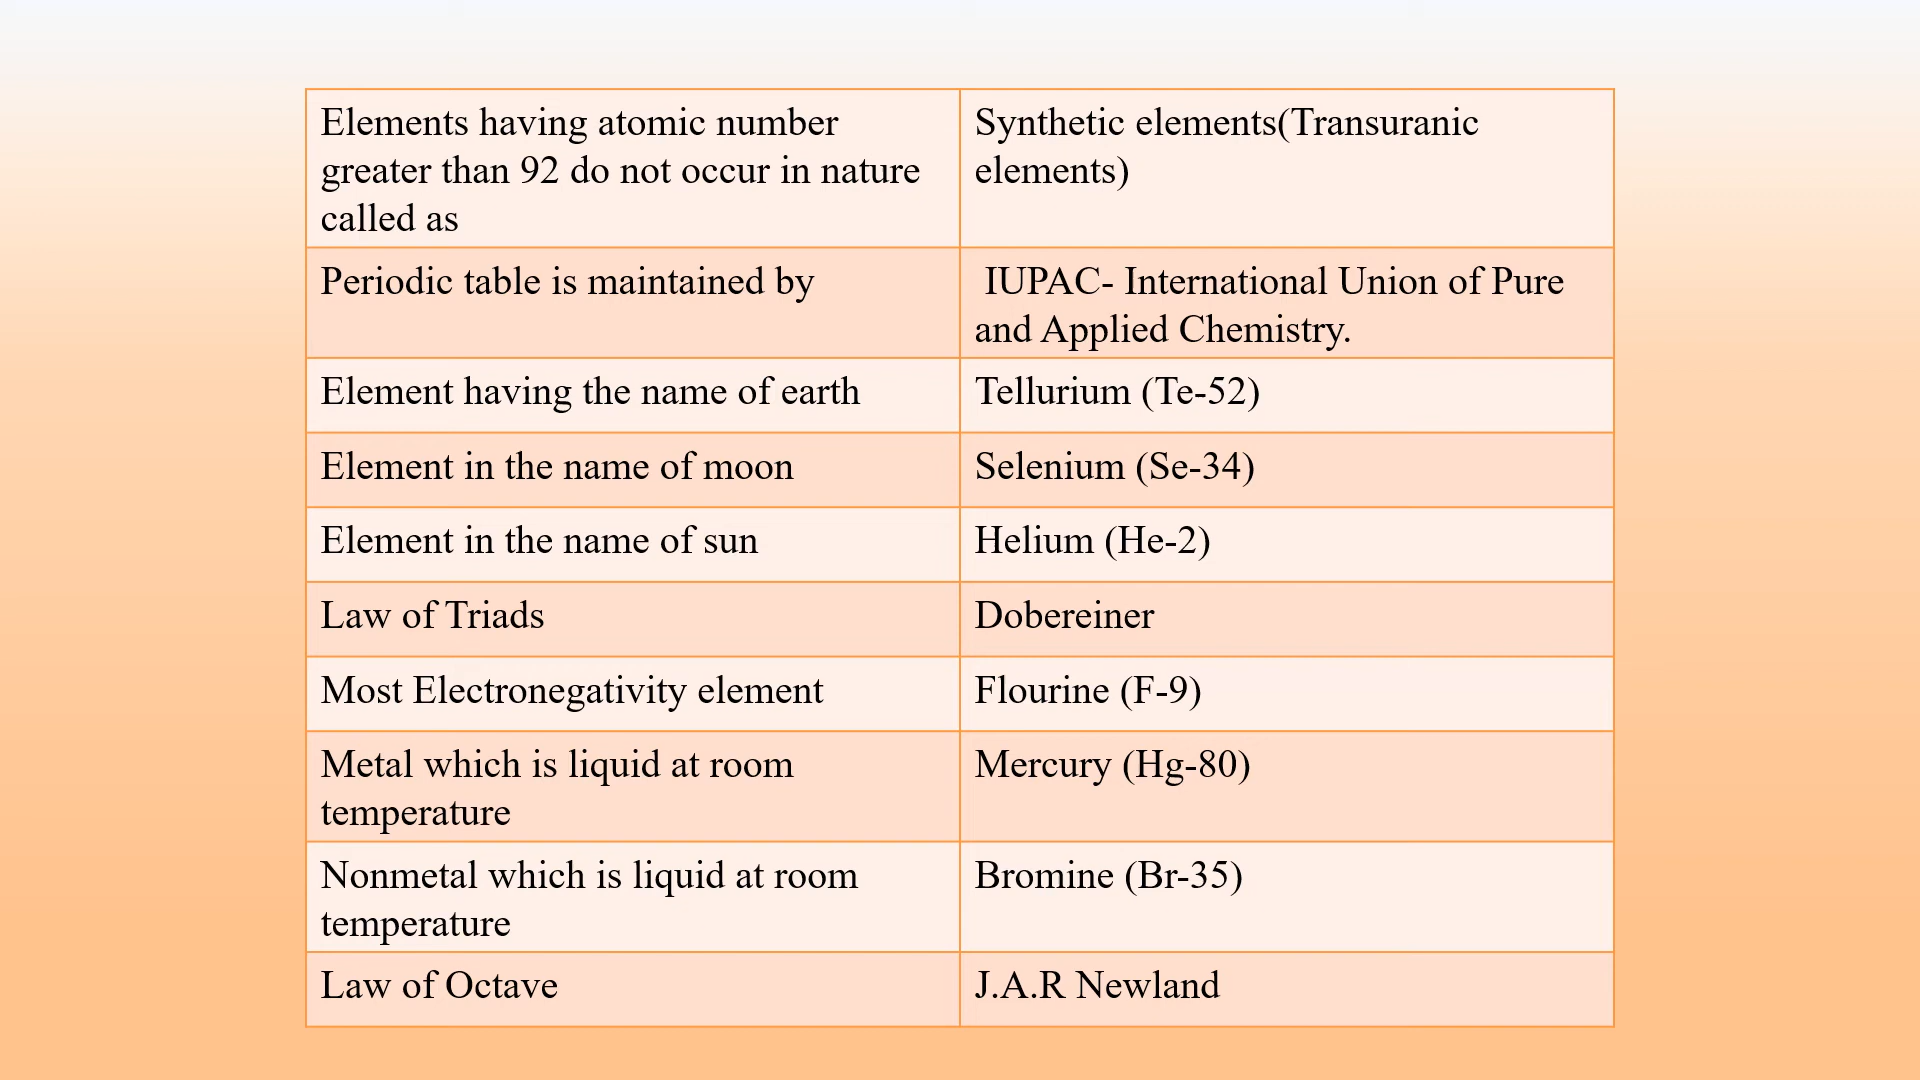 Elements having atomic number
greater than 92 do not occur in nature
called as
Synthetic elements(Transuranic
elements)
Periodic table is maintained by
IUPAC- International Union of Pure
and Applied Chemistry.
Element having the name of earth
Tellurium (Te-52)
Element in the name of moon
Selenium (Se-34)
Element in the name of sun
Helium (He-2)
Law of Triads
Dobereiner
Most Electronegativity element
Flourine (F-9)
Metal which is liquid at room
temperature
Mercury (Hg-80)
Nonmetal which is liquid at room
temperature
Bromine (Br-35)
Law of Octave
J.A.R Newland